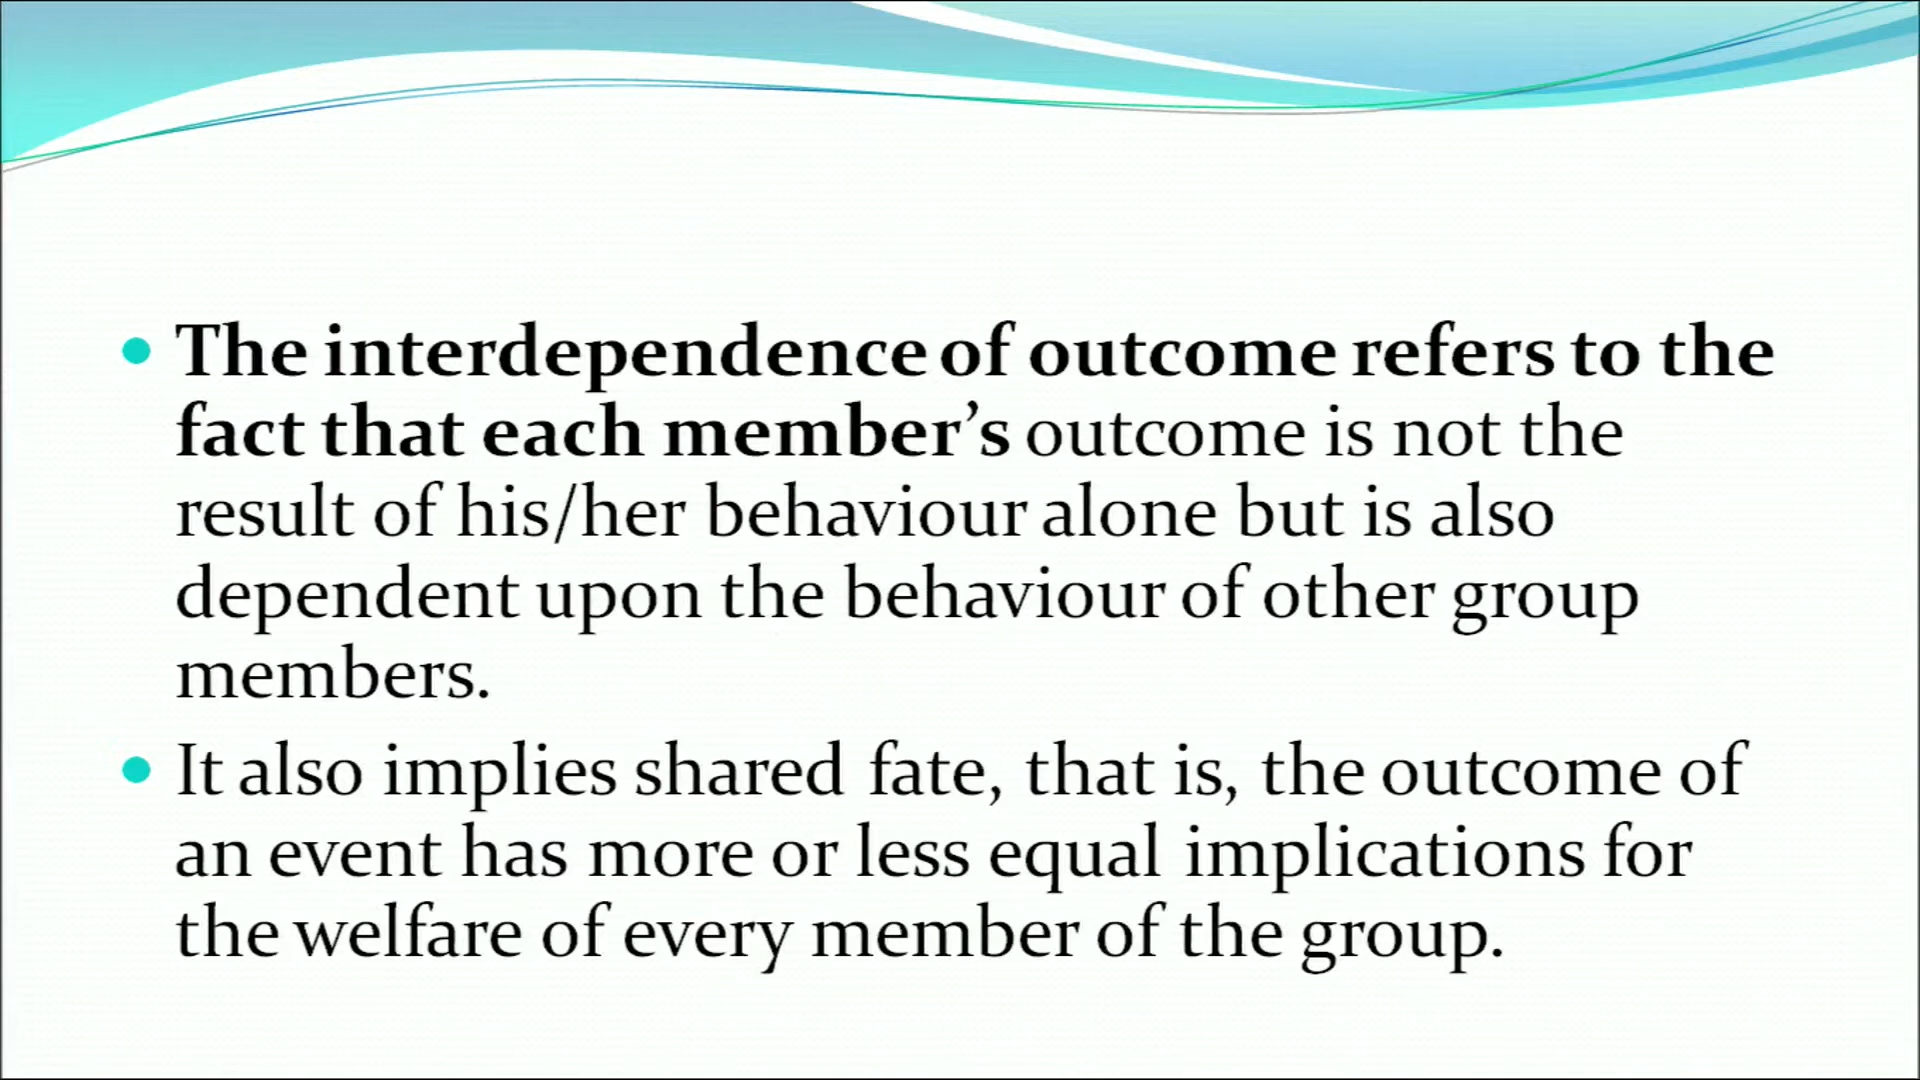 The interdependence of outcome refers to the
fact that each member’s outcome is not the
result of his/her behaviour alone but is also
dependent upon the behaviour of other group
members.
It also implies shared fate, that is, the outcome of
an event has more or less equal implications for
the welfare of every member of the group.